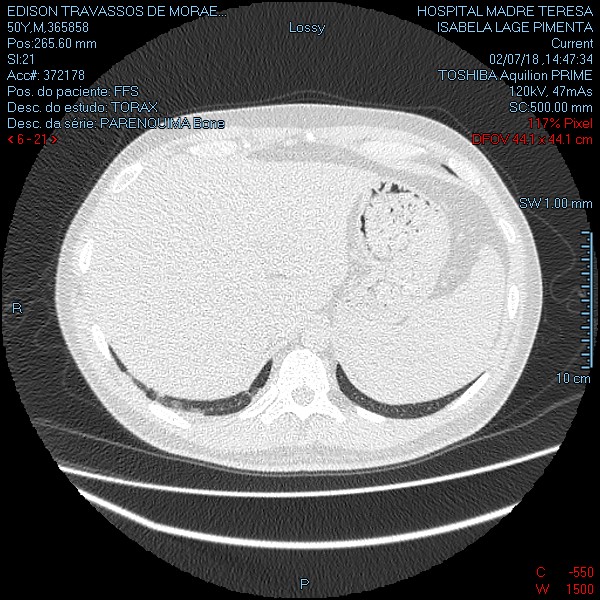 EDISON TRAVASSOS DE MORAE...
50Y,M,365858
Pos:265.60 mm
SI:21
Acc#: 372178
Pos. do paciente: FFS
Desc. do estudo: TORAX
Desc. da série: PARENQUIMA Bone
< 6 - 21 >
Lossy
HOSPITAL MADRE TERESA
ISABELA LAGE PIMENTA
Current
02/07/18 ,14:47:34
TOSHIBA Aquilion PRIME
120kV, 47mAs
SC:500.00 mm
117% Pixel
DFOV 44.1 x 44.1 cm
SW 1.00 mm
R
10 cm
P
C -550
W 1500